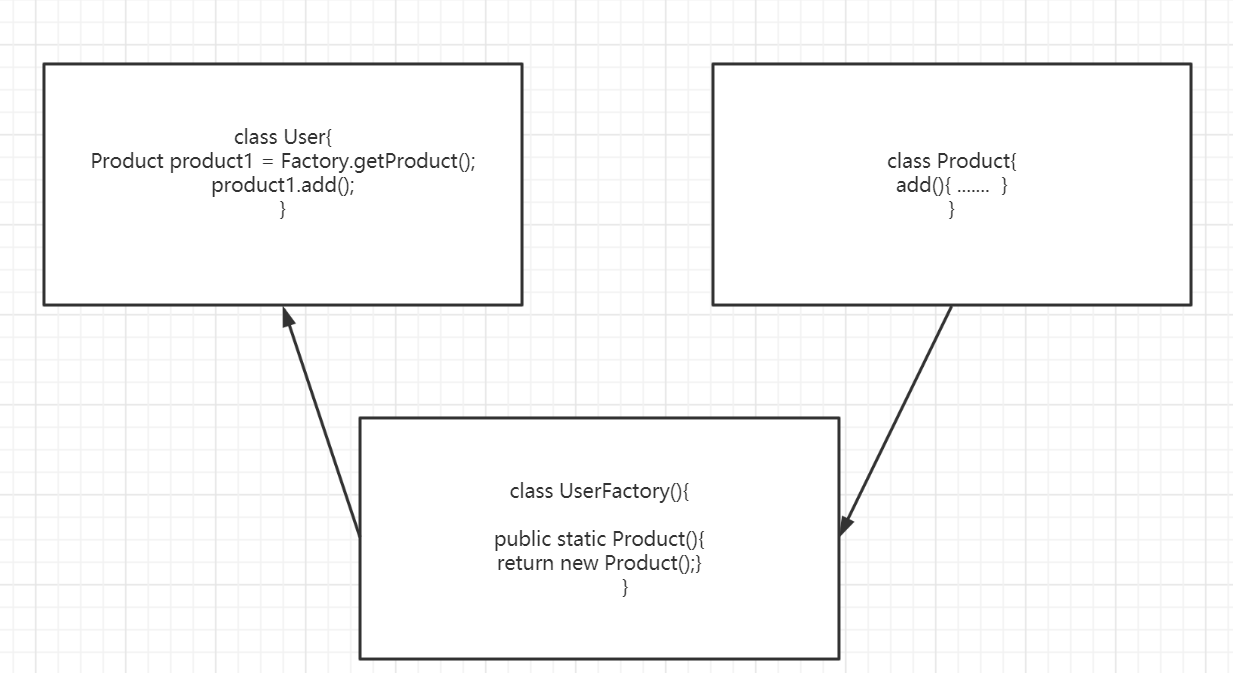 class User{
Product product1 = Factory.getProduct();
product1.add();
}
class Product{
add(){ ....... }
}
class UserFactory(){
public static Product(){
return new Product();}
}